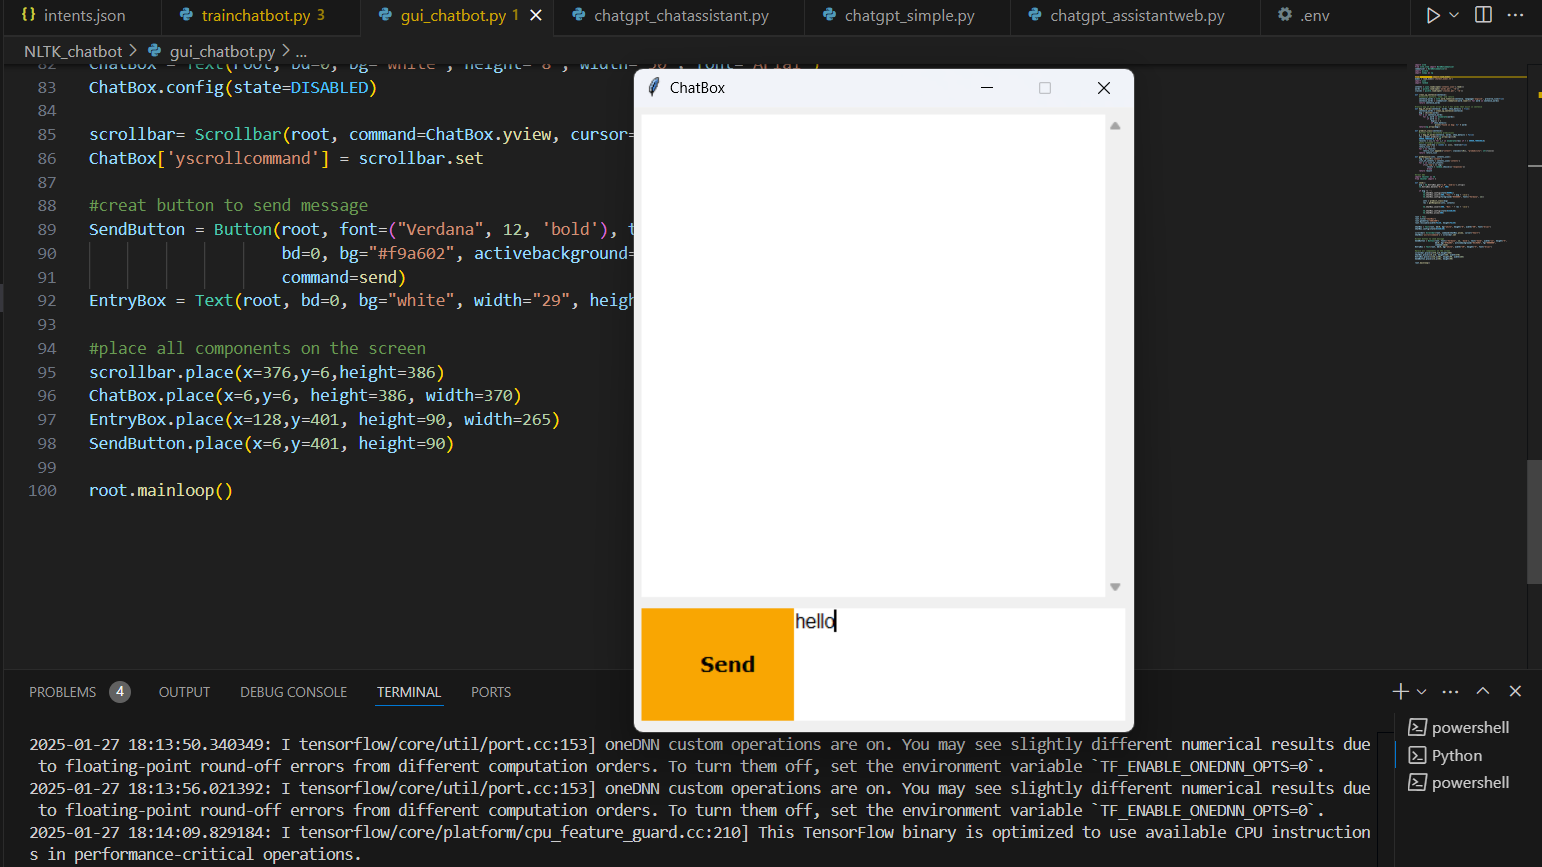 intents.json
trainchatbot.py 3
gui_chatbot.py 1
chatgpt_chatassistant.py
chatgpt_simple.py
chatgpt_assistantweb.py
.env
NLTK_chatbot > gui_chatbot.py > ...
82 ChatBox = Text(root, bd=0, bg="white", height="8", width="50", font="Arial")
83 ChatBox.config(state=DISABLED)
84
85 scrollbar= Scrollbar(root, command=ChatBox.yview, cursor=
86 ChatBox['yscrollcommand'] = scrollbar.set
87
88 #creat button to send message
89 SendButton = Button(root, font=("Verdana", 12, 'bold'), t
90 bd=0, bg="#f9a602", activebackground=
91 command=send)
92 EntryBox = Text(root, bd=0, bg="white", width="29", heigh
93
94 #place all components on the screen
95 scrollbar.place(x=376,y=6,height=386)
96 ChatBox.place(x=6,y=6, height=386, width=370)
97 EntryBox.place(x=128,y=401, height=90, width=265)
98 SendButton.place(x=6,y=401, height=90)
99
100 root.mainloop()
ChatBox
hello
Send
PROBLEMS 4 OUTPUT DEBUG CONSOLE TERMINAL PORTS
2025-01-27 18:13:50.340349: I tensorflow/core/util/port.cc:153] oneDNN custom operations are on. You may see slightly different numerical results due
to floating-point round-off errors from different computation orders. To turn them off, set the environment variable `TF_ENABLE_ONEDNN_OPTS=0`.
2025-01-27 18:13:56.021392: I tensorflow/core/util/port.cc:153] oneDNN custom operations are on. You may see slightly different numerical results due
to floating-point round-off errors from different computation orders. To turn them off, set the environment variable `TF_ENABLE_ONEDNN_OPTS=0`.
2025-01-27 18:14:09.829184: I tensorflow/core/platform/cpu_feature_guard.cc:210] This TensorFlow binary is optimized to use available CPU instruction
s in performance-critical operations.
powershell
Python
powershell